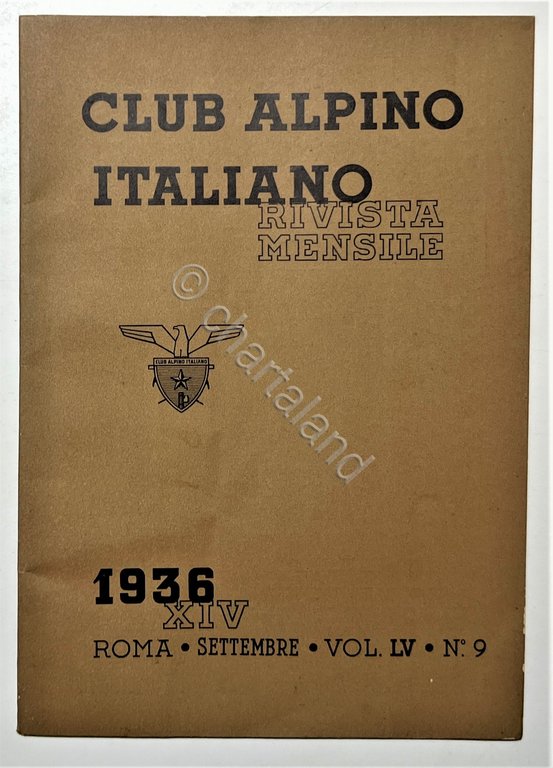 CLUB ALPINO
ITALIANO
RIVISTA
MENSILE
CLUB ALPINO ITALIANO
© chartaland
1936
XIV
ROMA • SETTEMBRE • VOL. LV • N.° 9